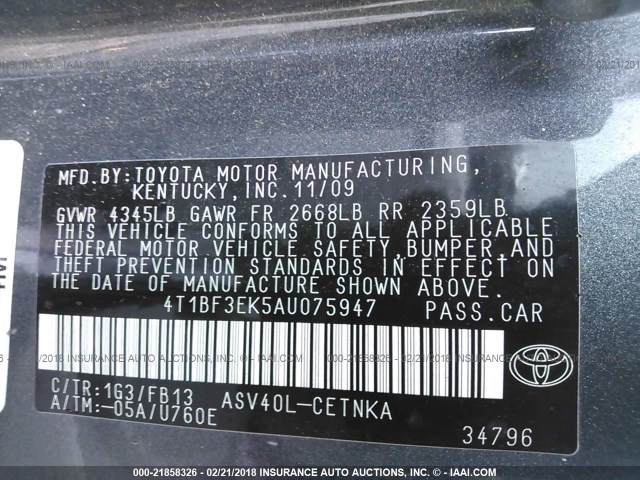 MFD.BY:TOYOTA MOTOR MANUFACTURING,
KENTUCKY,INC.11/09
GVWR 4345LB GAWR FR 2668LB RR 2359LB
THIS VEHICLE CONFORMS TO ALL APPLICABLE
FEDERAL MOTOR VEHICLE SAFETY,BUMPER,AND
THEFT PREVENTION STANDARDS IN EFFECT ON
THE DATE OF MANUFACTURE SHOWN ABOVE.
4T1BF3EK5AU075947 PASS.CAR
C/TR:1G3/FB13 ASV40L-CETNKA
A/TM:-05A/U760E
34796
000-21858326 - 02/21/2018 INSURANCE AUTO AUCTIONS, INC. - IAAI.COM